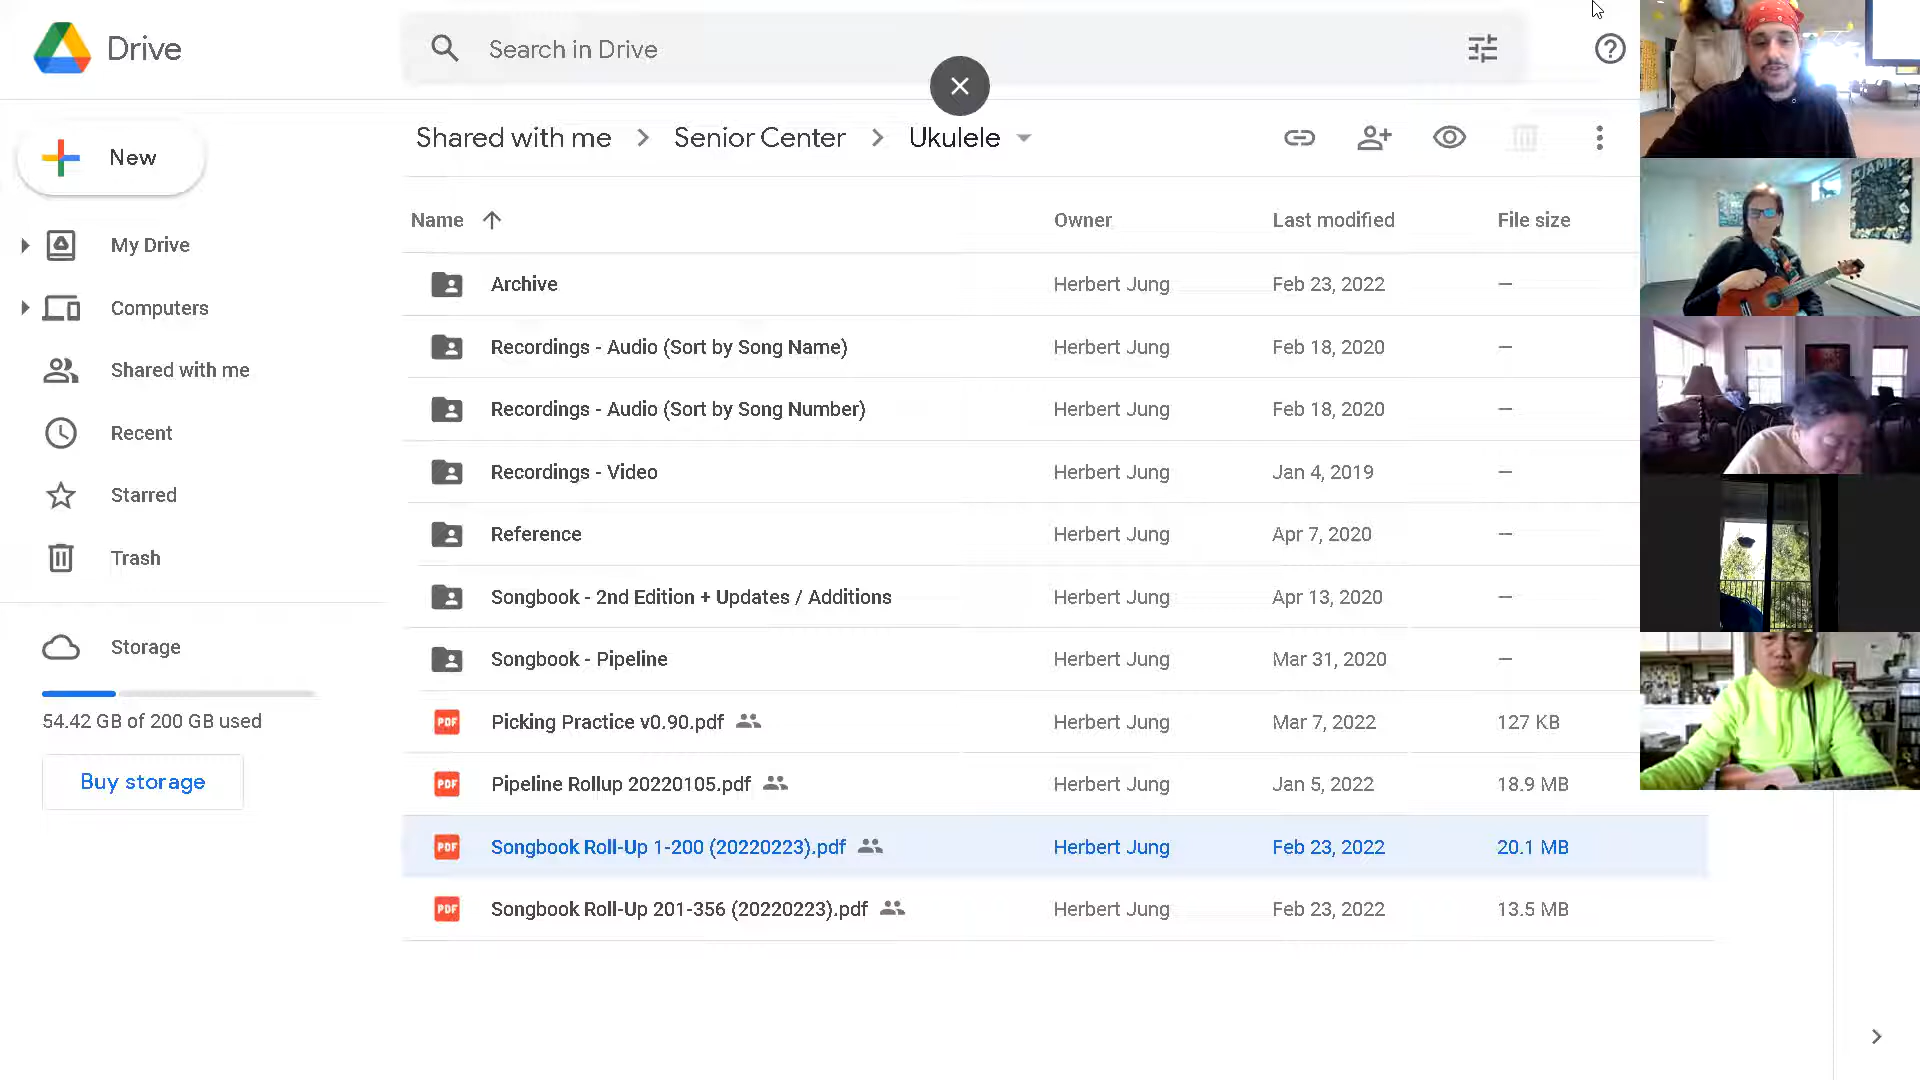 Drive
Search in Drive
Shared with me > Senior Center > Ukulele
New
Name Owner Last modified File size
My Drive
Archive Herbert Jung Feb 23, 2022 —
Computers
Recordings - Audio (Sort by Song Name) Herbert Jung Feb 18, 2020 —
Shared with me
Recordings - Audio (Sort by Song Number) Herbert Jung Feb 18, 2020 —
Recent
Recordings - Video Herbert Jung Jan 4, 2019 —
Starred
Reference Herbert Jung Apr 7, 2020 —
Trash
Songbook - 2nd Edition + Updates / Additions Herbert Jung Apr 13, 2020 —
Storage
Songbook - Pipeline Herbert Jung Mar 31, 2020 —
54.42 GB of 200 GB used
PDF Picking Practice v0.90.pdf Herbert Jung Mar 7, 2022 127 KB
Buy storage
PDF Pipeline Rollup 20220105.pdf Herbert Jung Jan 5, 2022 18.9 MB
PDF Songbook Roll-Up 1-200 (20220223).pdf Herbert Jung Feb 23, 2022 20.1 MB
PDF Songbook Roll-Up 201-356 (20220223).pdf Herbert Jung Feb 23, 2022 13.5 MB